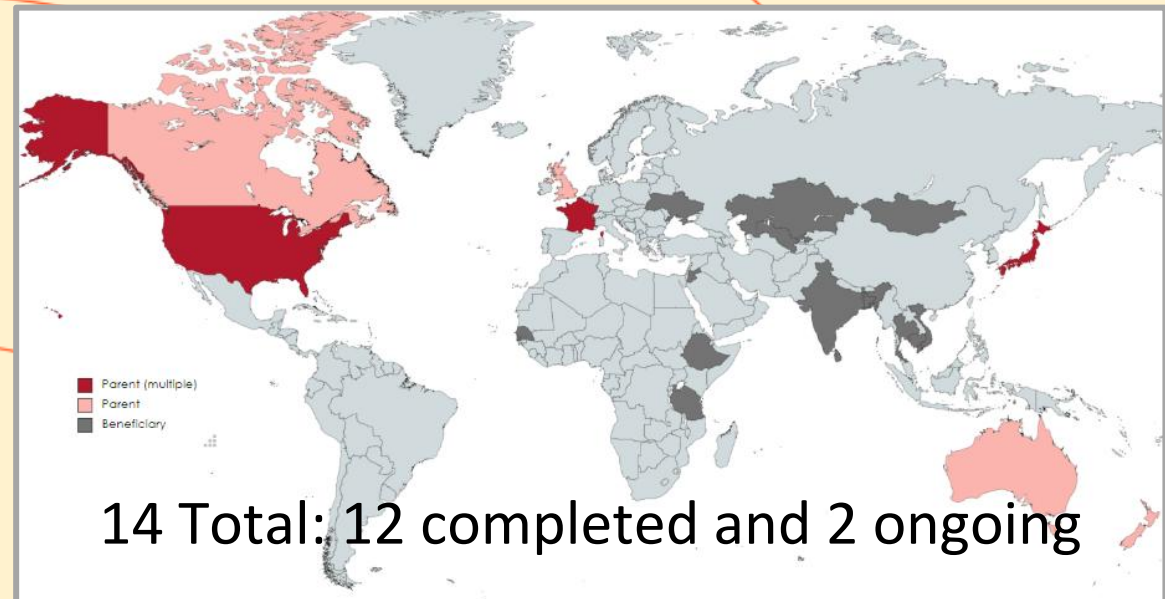 Parent (multiple)
Parent
Beneficiary
14 Total: 12 completed and 2 ongoing